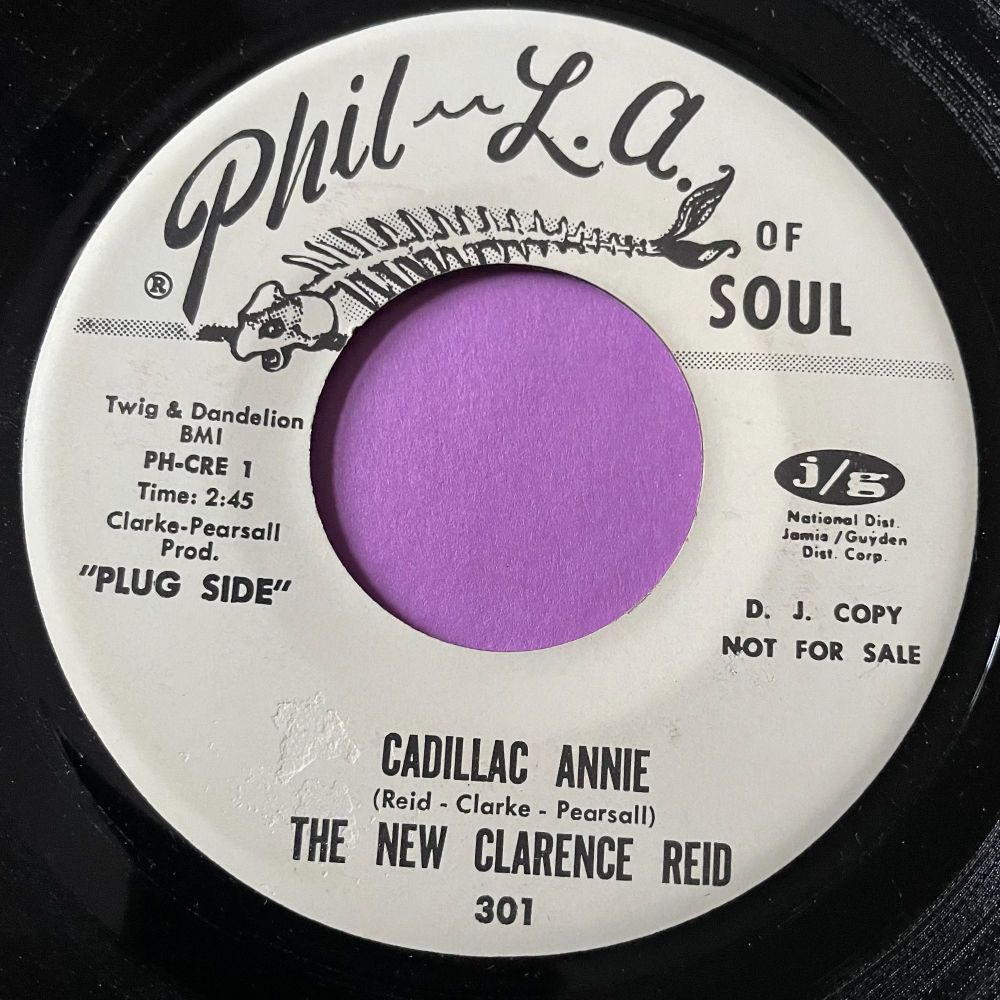 Phil-L.A.
OF
SOUL
®
Twig & Dandelion
BMI
PH-CRE 1
Time: 2:45
Clarke-Pearsall
Prod.
"PLUG SIDE"
j/g
National Dist.
Jamie/Guyden
Dist. Corp.
D. J. COPY
NOT FOR SALE
CADILLAC ANNIE
(Reid - Clarke - Pearsall)
THE NEW CLARENCE REID
301